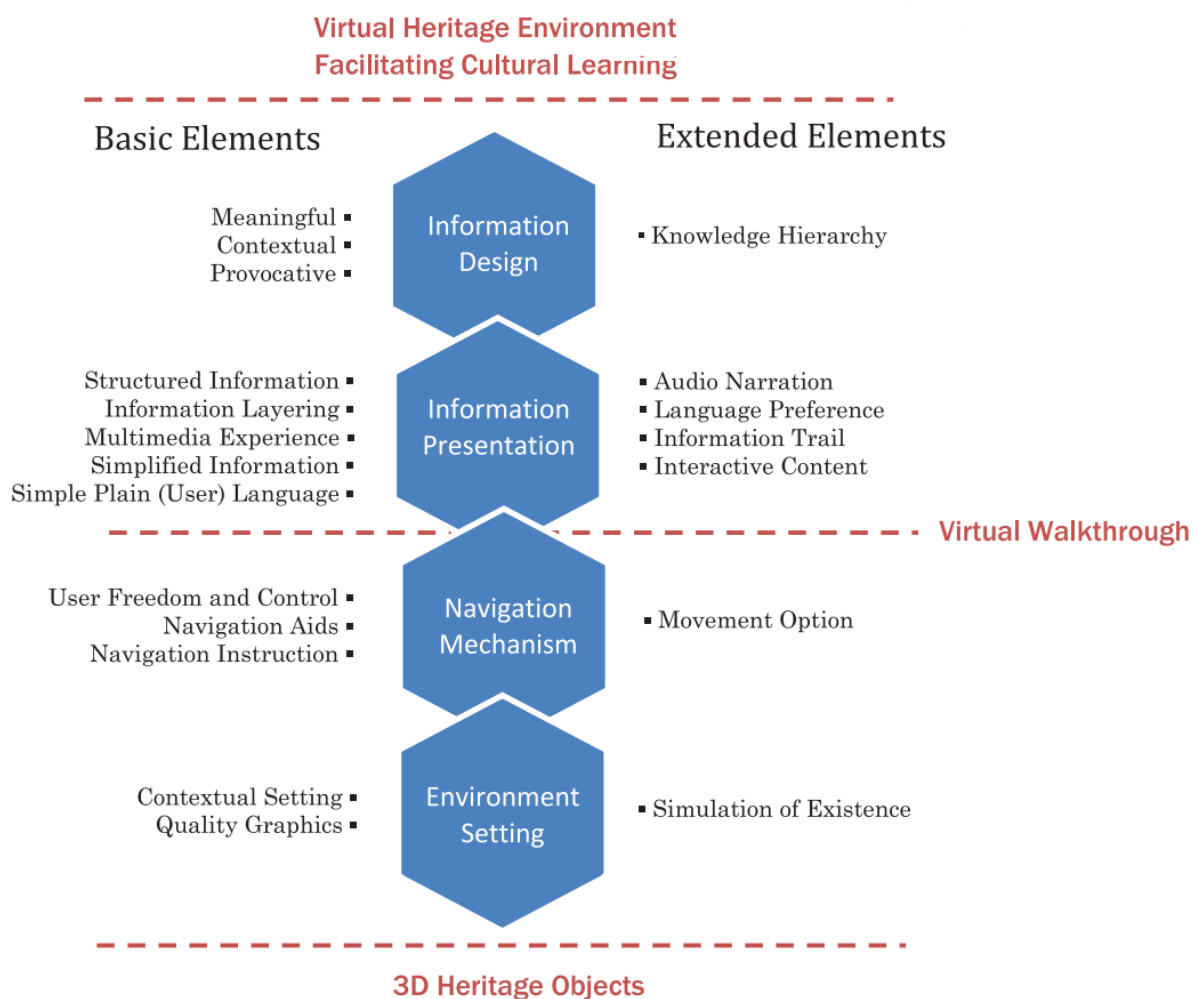 Virtual Heritage Environment
Facilitating Cultural Learning
Basic Elements
Extended Elements
Meaningful ▪
Contextual ▪
Provocative ▪
Information
Design
▪ Knowledge Hierarchy
Structured Information ▪
Information Layering ▪
Multimedia Experience ▪
Simplified Information ▪
Simple Plain (User) Language ▪
Information
Presentation
▪ Audio Narration
▪ Language Preference
▪ Information Trail
▪ Interactive Content
Virtual Walkthrough
User Freedom and Control ▪
Navigation Aids ▪
Navigation Instruction ▪
Navigation
Mechanism
▪ Movement Option
Contextual Setting ▪
Quality Graphics ▪
Environment
Setting
▪ Simulation of Existence
3D Heritage Objects